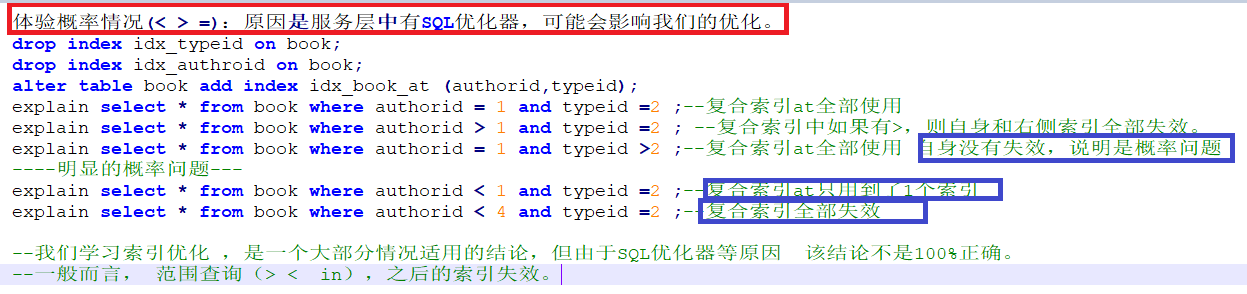 体验概率情况(< > =)：原因是服务层中有SQL优化器，可能会影响我们的优化。
drop index idx_typeid on book;
drop index idx_authroid on book;
alter table book add index idx_book_at (authorid,typeid);
explain select * from book where authorid = 1 and typeid =2 ;--复合索引at全部使用
explain select * from book where authorid > 1 and typeid =2 ; --复合索引中如果有>，则自身和右侧索引全部失效。
explain select * from book where authorid = 1 and typeid >2 ;--复合索引at全部使用 自身没有失效，说明是概率问题
----明显的概率问题---
explain select * from book where authorid < 1 and typeid =2 ;--复合索引at只用到了1个索引
explain select * from book where authorid < 4 and typeid =2 ;--复合索引全部失效
--我们学习索引优化 ，是一个大部分情况适用的结论，但由于SQL优化器等原因 该结论不是100%正确。
--一般而言， 范围查询（> < in），之后的索引失效。